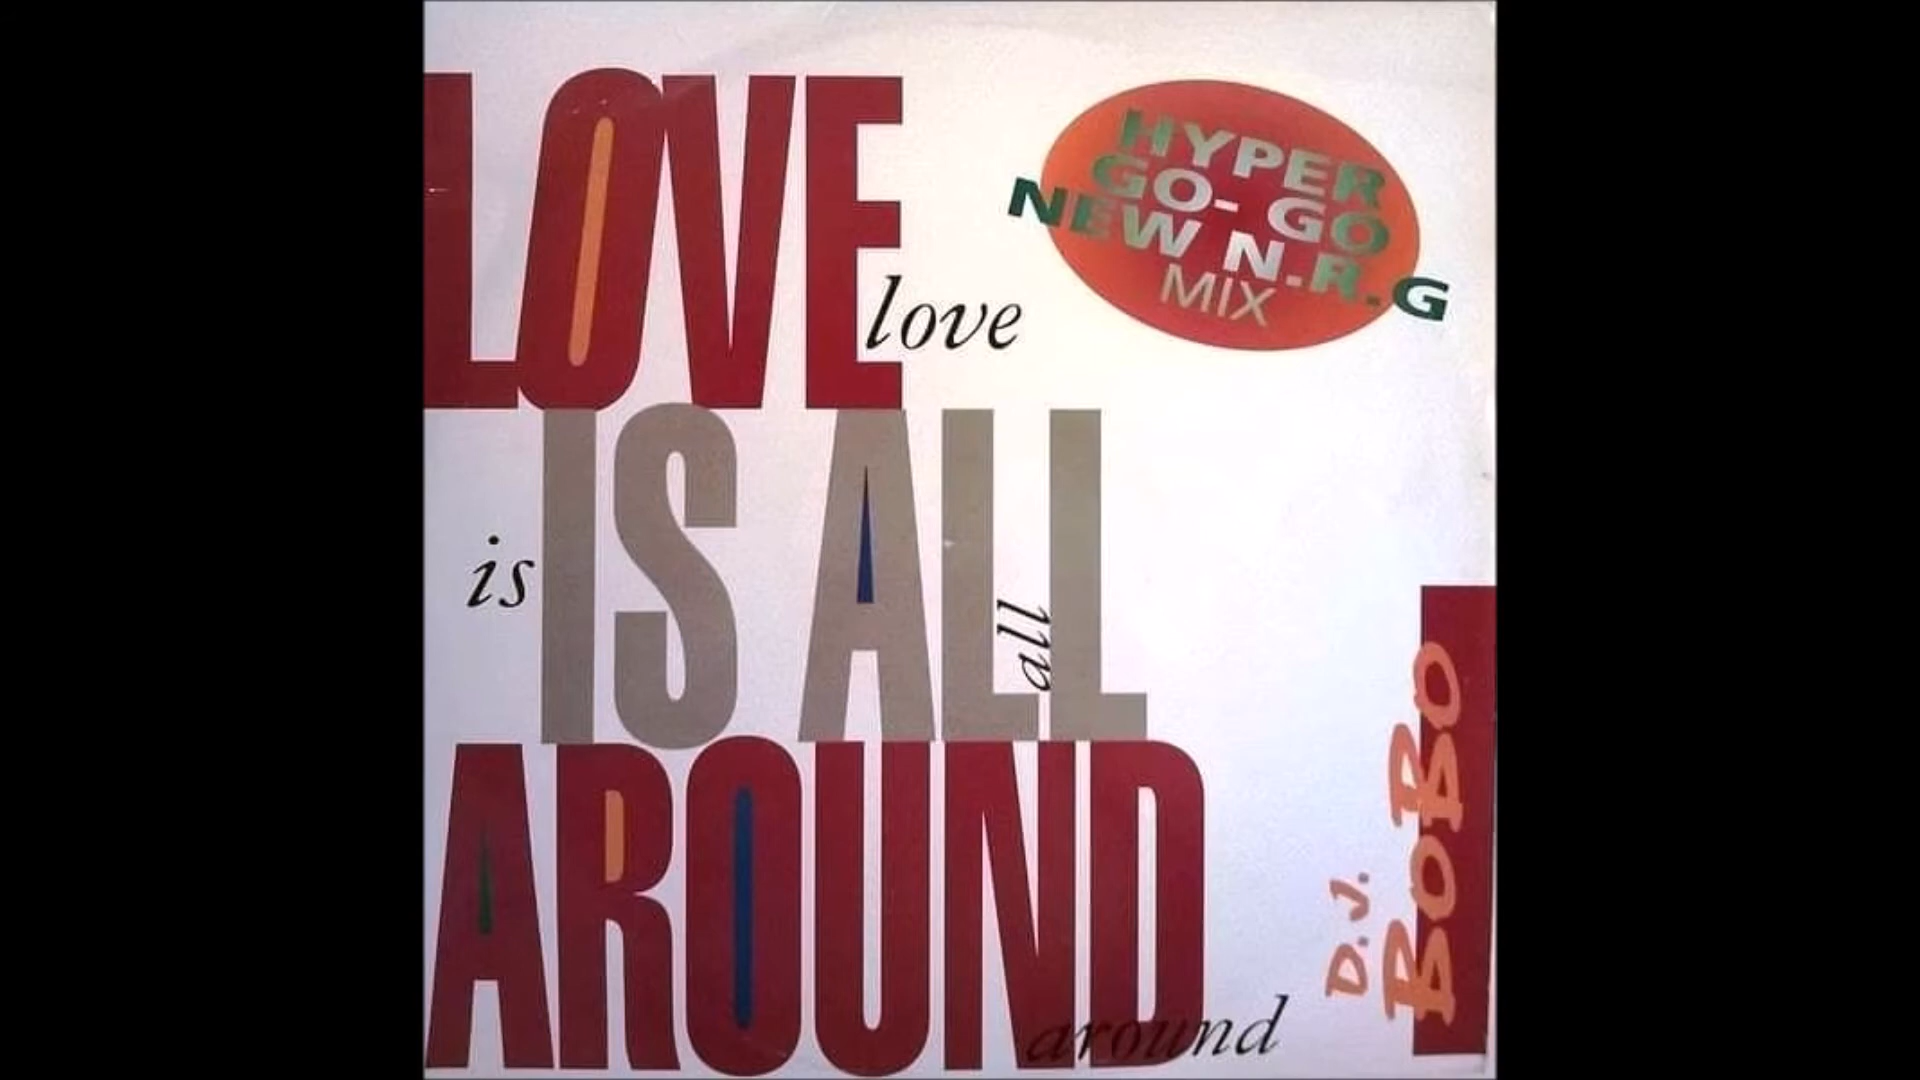 LOVE
love
HYPER
GO- GO
NEW N.R.G
MIX
is
IS ALL
all
AROUND
around
D.J.
BOBO